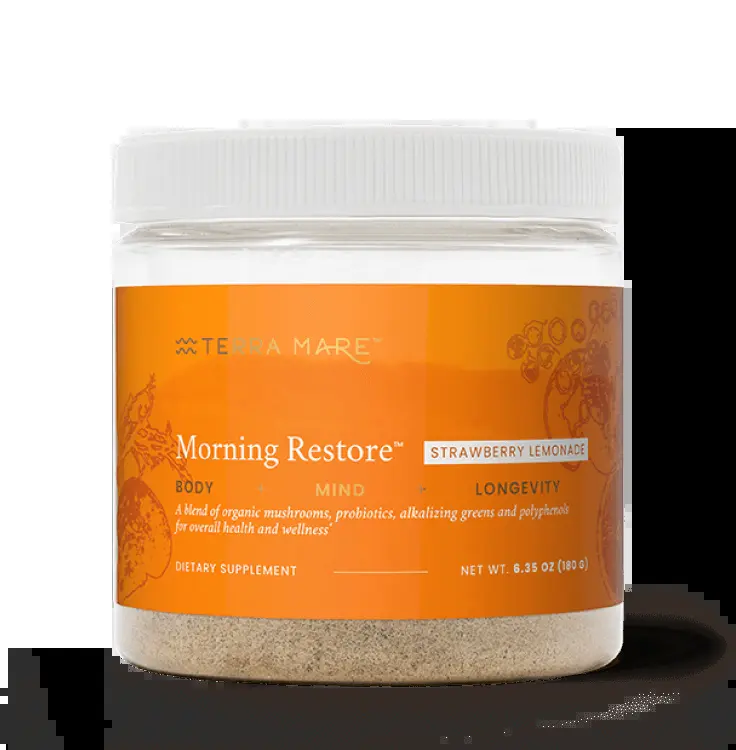 TERRA MARE™
Morning Restore™ STRAWBERRY LEMONADE
BODY + MIND + LONGEVITY
A blend of organic mushrooms, probiotics, alkalizing greens and polyphenols
for overall health and wellness*
DIETARY SUPPLEMENT NET WT. 6.35 OZ (180 G)